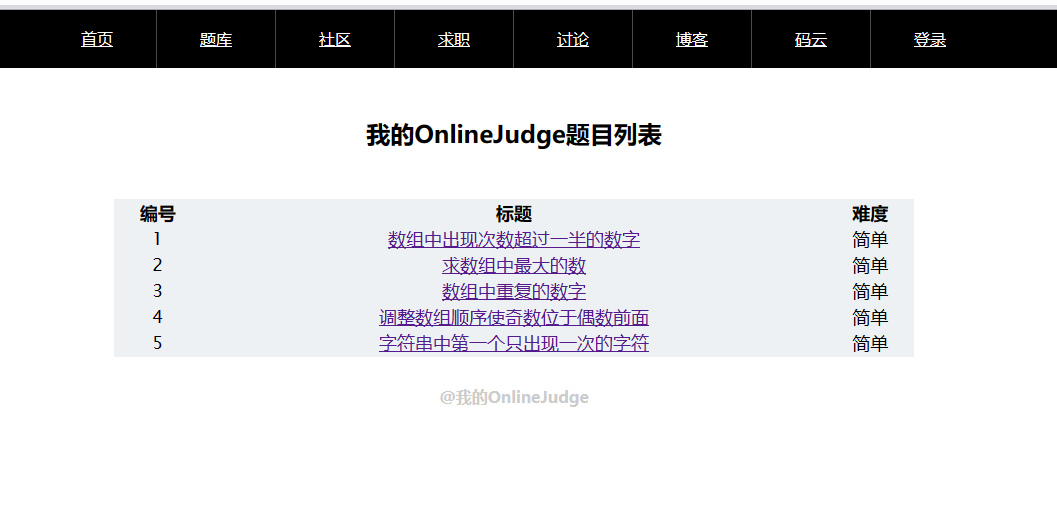 首页 题库 社区 求职 讨论 博客 码云 登录
我的OnlineJudge题目列表
编号 标题 难度
1 数组中出现次数超过一半的数字 简单
2 求数组中最大的数 简单
3 数组中重复的数字 简单
4 调整数组顺序使奇数位于偶数前面 简单
5 字符串中第一个只出现一次的字符 简单
@我的OnlineJudge